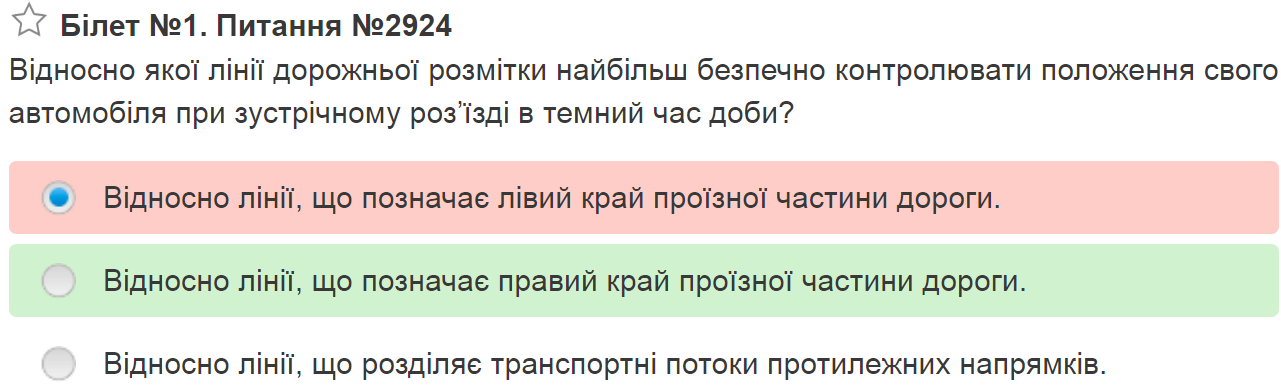 Білет №1. Питання №2924
Відносно якої лінії дорожньої розмітки найбільш безпечно контролювати положення свого
автомобіля при зустрічному роз’їзді в темний час доби?
Відносно лінії, що позначає лівий край проїзної частини дороги.
Відносно лінії, що позначає правий край проїзної частини дороги.
Відносно лінії, що розділяє транспортні потоки протилежних напрямків.